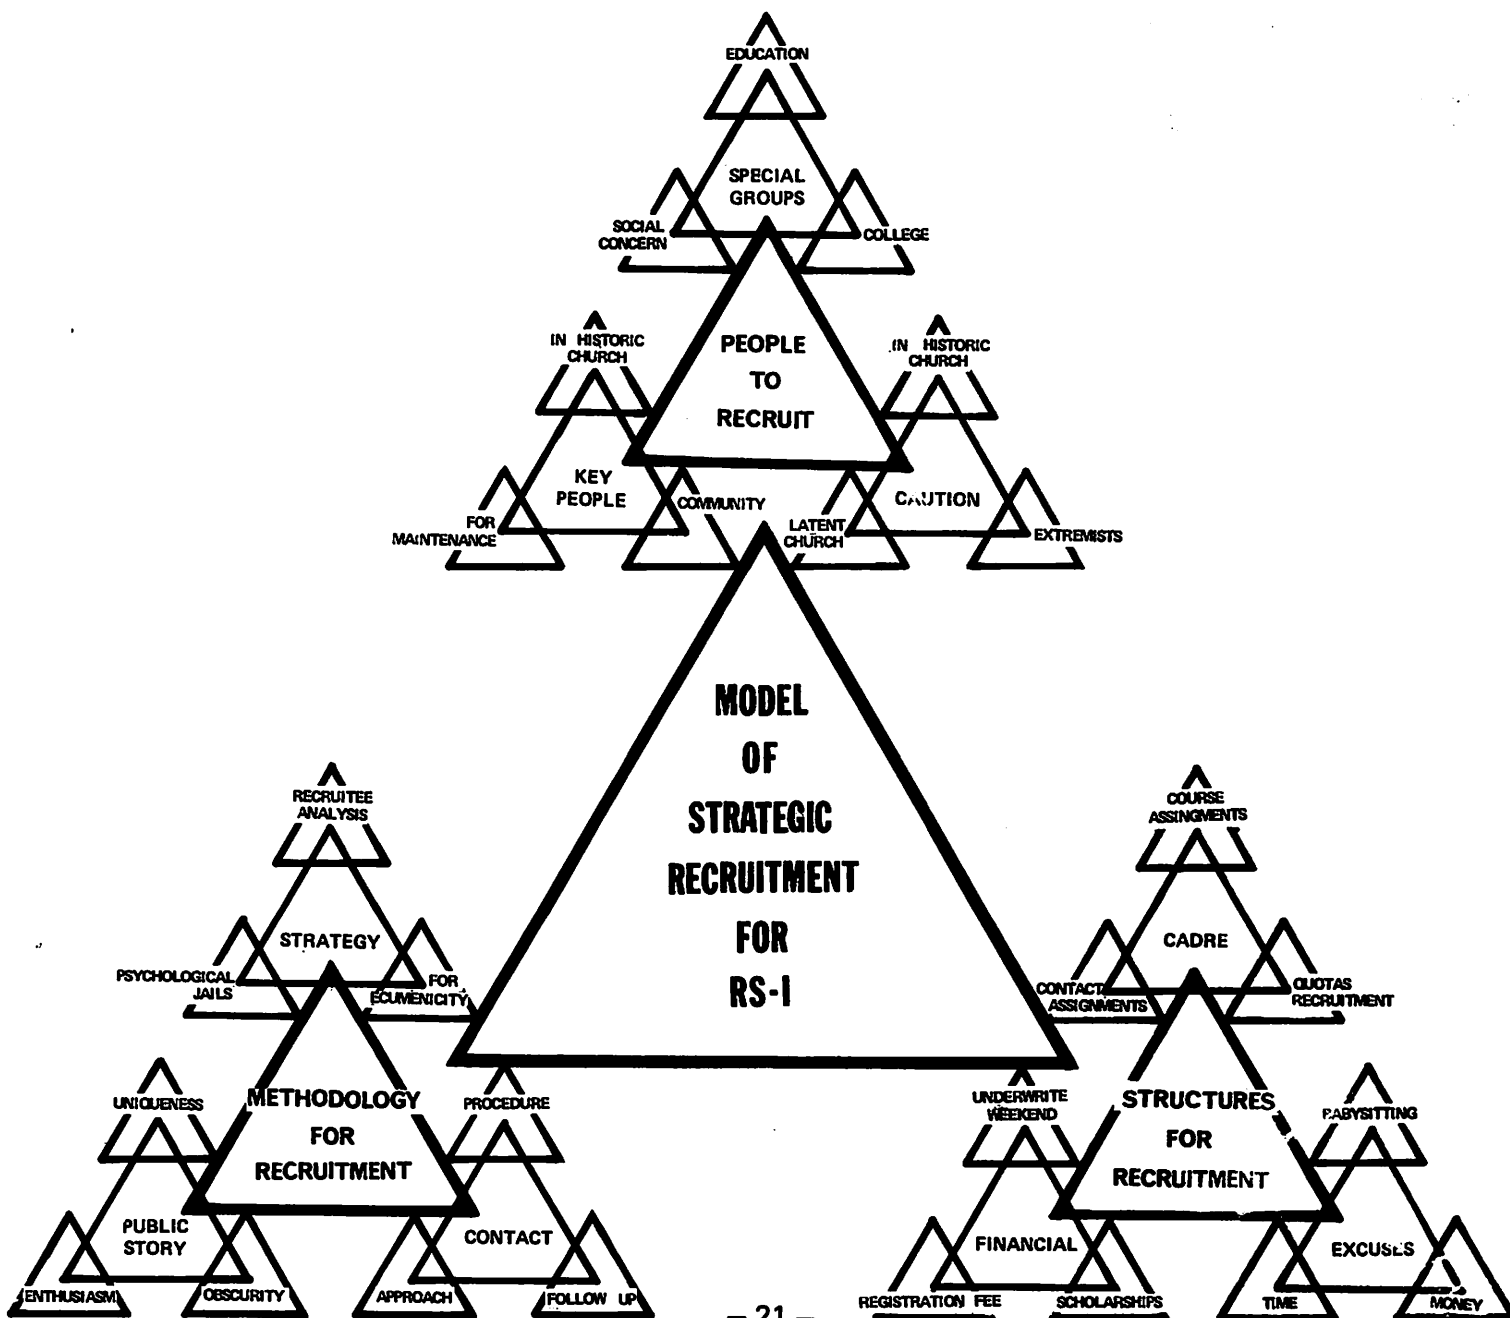 EDUCATION
SPECIAL
GROUPS
SOCIAL
CONCERN
COLLEGE
PEOPLE
TO
RECRUIT
IN HISTORIC
CHURCH
IN HISTORIC
CHURCH
KEY
PEOPLE
FOR
MAINTENANCE
COMMUNITY
CAUTION
LATENT
CHURCH
EXTREMISTS
MODEL
OF
STRATEGIC
RECRUITMENT
FOR
RS-I
RECRUITEE
ANALYSIS
STRATEGY
PSYCHOLOGICAL
JAILS
FOR
ECUMENICITY
METHODOLOGY
FOR
RECRUITMENT
UNIQUENESS
PUBLIC
STORY
ENTHUSIASM
OBSCURITY
PROCEDURE
CONTACT
APPROACH
FOLLOW UP
COURSE
ASSINGMENTS
CADRE
CONTACT
ASSIGNMENTS
QUOTAS
RECRUITMENT
STRUCTURES
FOR
RECRUITMENT
UNDERWRITE
WEEKEND
FINANCIAL
REGISTRATION FEE
SCHOLARSHIPS
BABYSITTING
EXCUSES
TIME
MONEY
— 21 —